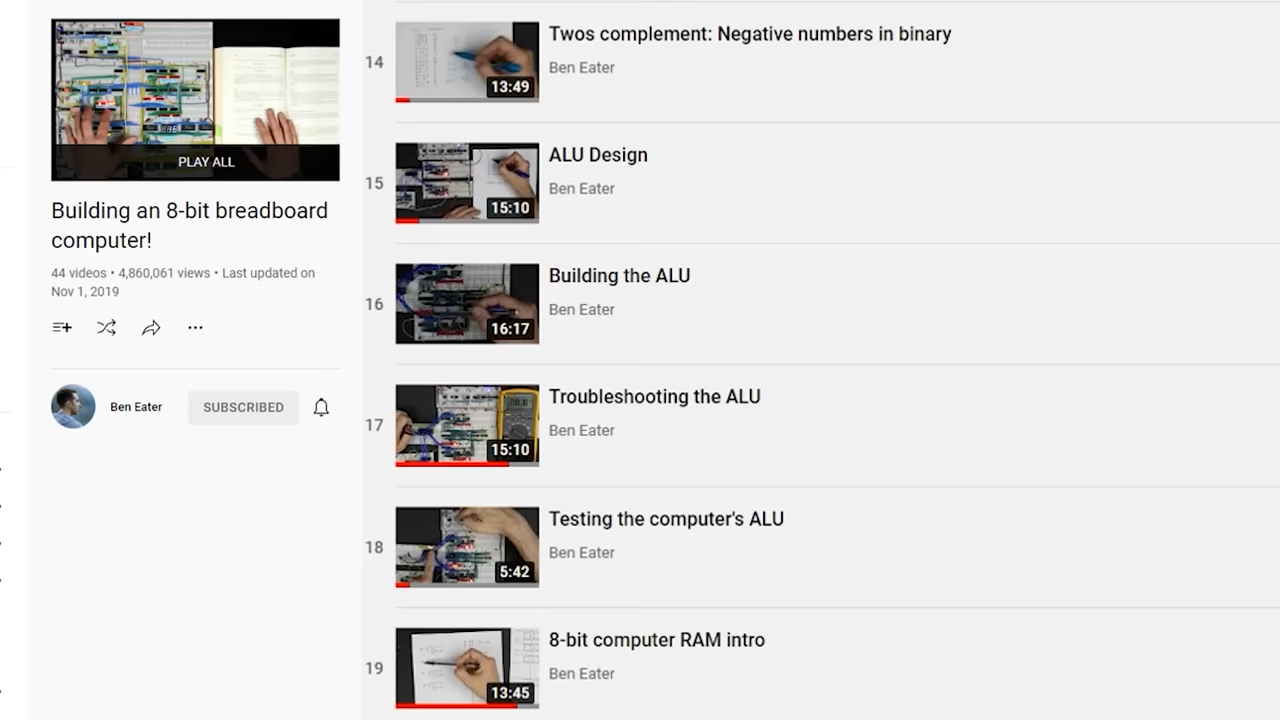 PLAY ALL
Building an 8-bit breadboard
computer!
44 videos • 4,860,061 views • Last updated on
Nov 1, 2019
Ben Eater
SUBSCRIBED
14
13:49
Twos complement: Negative numbers in binary
Ben Eater
15
15:10
ALU Design
Ben Eater
16
16:17
Building the ALU
Ben Eater
17
15:10
Troubleshooting the ALU
Ben Eater
18
5:42
Testing the computer's ALU
Ben Eater
19
13:45
8-bit computer RAM intro
Ben Eater